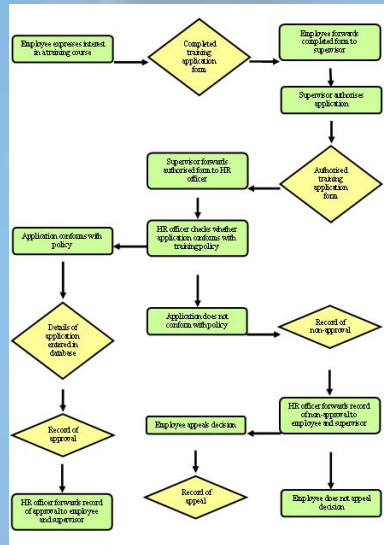 Employee expreses interest
in a training course
Completed
training
application
form
Employee forwards
completed form to
supervisor
Supervisor authorises
application
Authorised
training
application
form
Supervisor forwards
authorised form to HR
officer
HR officer checks whether
application conforms with
training policy
Application conforms with
policy
Application does not
conform with policy
Record of
non-approval
Details of
application
entered in
database
HR officer forwards record
of non-approval to
employee and supervisor
Employee appeals decision
Record of
approval
Record of
appeal
Employee does not appeal
decision
HR officer forwards record
of approval to employee
and supervisor